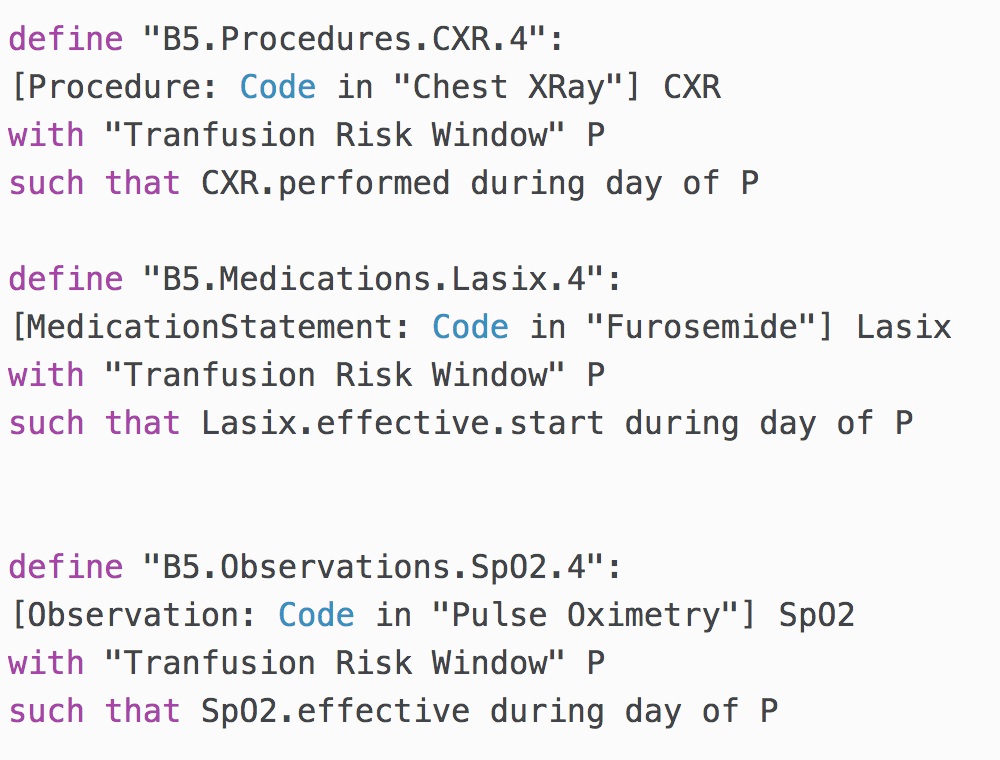 define "B5.Procedures.CXR.4":
[Procedure: Code in "Chest XRay"] CXR
with "Tranfusion Risk Window" P
such that CXR.performed during day of P
define "B5.Medications.Lasix.4":
[MedicationStatement: Code in "Furosemide"] Lasix
with "Tranfusion Risk Window" P
such that Lasix.effective.start during day of P
define "B5.Observations.SpO2.4":
[Observation: Code in "Pulse Oximetry"] SpO2
with "Tranfusion Risk Window" P
such that SpO2.effective during day of P